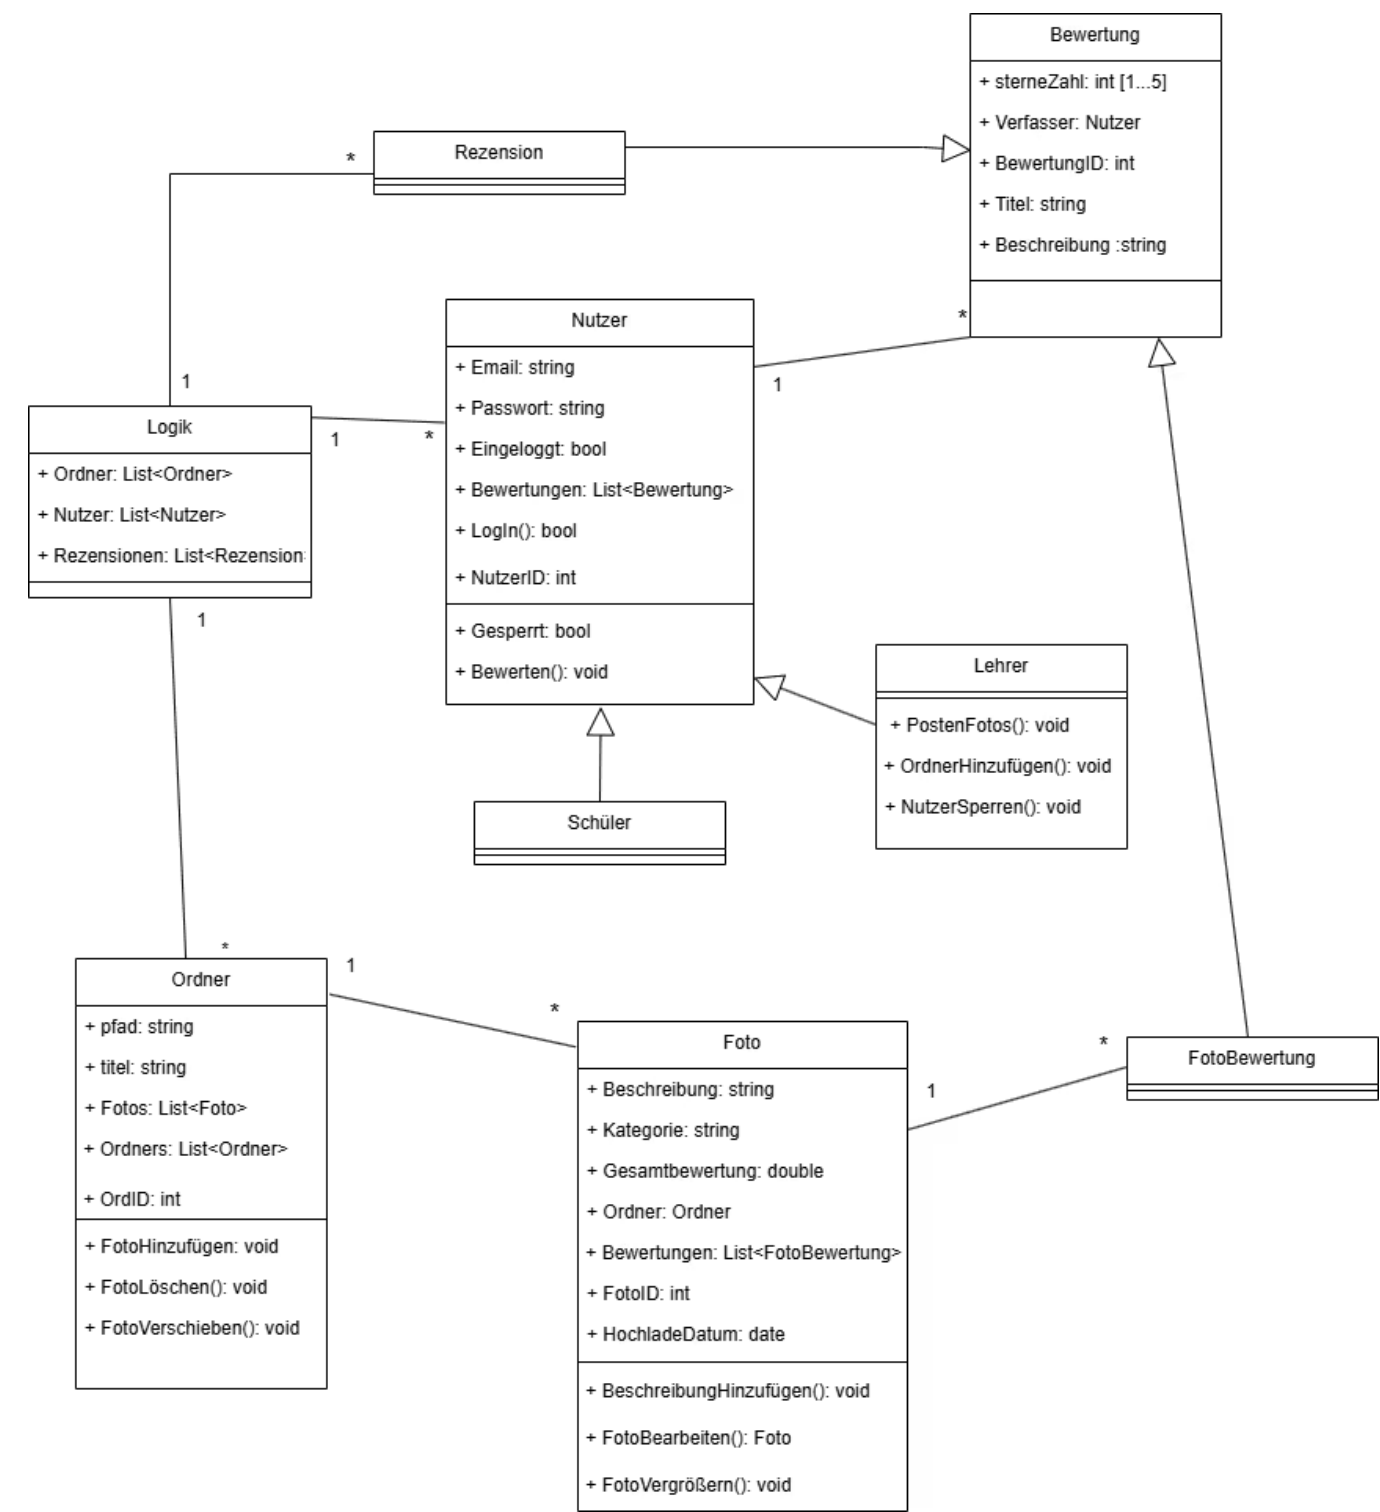 Bewertung
+ sterneZahl: int [1...5]
+ Verfasser: Nutzer
+ BewertungID: int
+ Titel: string
+ Beschreibung :string
*
Rezension
*
1
Nutzer
+ Email: string
+ Passwort: string
+ Eingeloggt: bool
+ Bewertungen: List<Bewertung>
+ LogIn(): bool
+ NutzerID: int
+ Gesperrt: bool
+ Bewerten(): void
1
1
*
Logik
+ Ordner: List<Ordner>
+ Nutzer: List<Nutzer>
+ Rezensionen: List<Rezension
1
Lehrer
+ PostenFotos(): void
+ OrdnerHinzufügen(): void
+ NutzerSperren(): void
Schüler
*
Ordner
+ pfad: string
+ titel: string
+ Fotos: List<Foto>
+ Ordners: List<Ordner>
+ OrdID: int
+ FotoHinzufügen: void
+ FotoLöschen(): void
+ FotoVerschieben(): void
1
*
Foto
+ Beschreibung: string
+ Kategorie: string
+ Gesamtbewertung: double
+ Ordner: Ordner
+ Bewertungen: List<FotoBewertung>
+ FotoID: int
+ HochladeDatum: date
+ BeschreibungHinzufügen(): void
+ FotoBearbeiten(): Foto
+ FotoVergrößern(): void
1
*
FotoBewertung